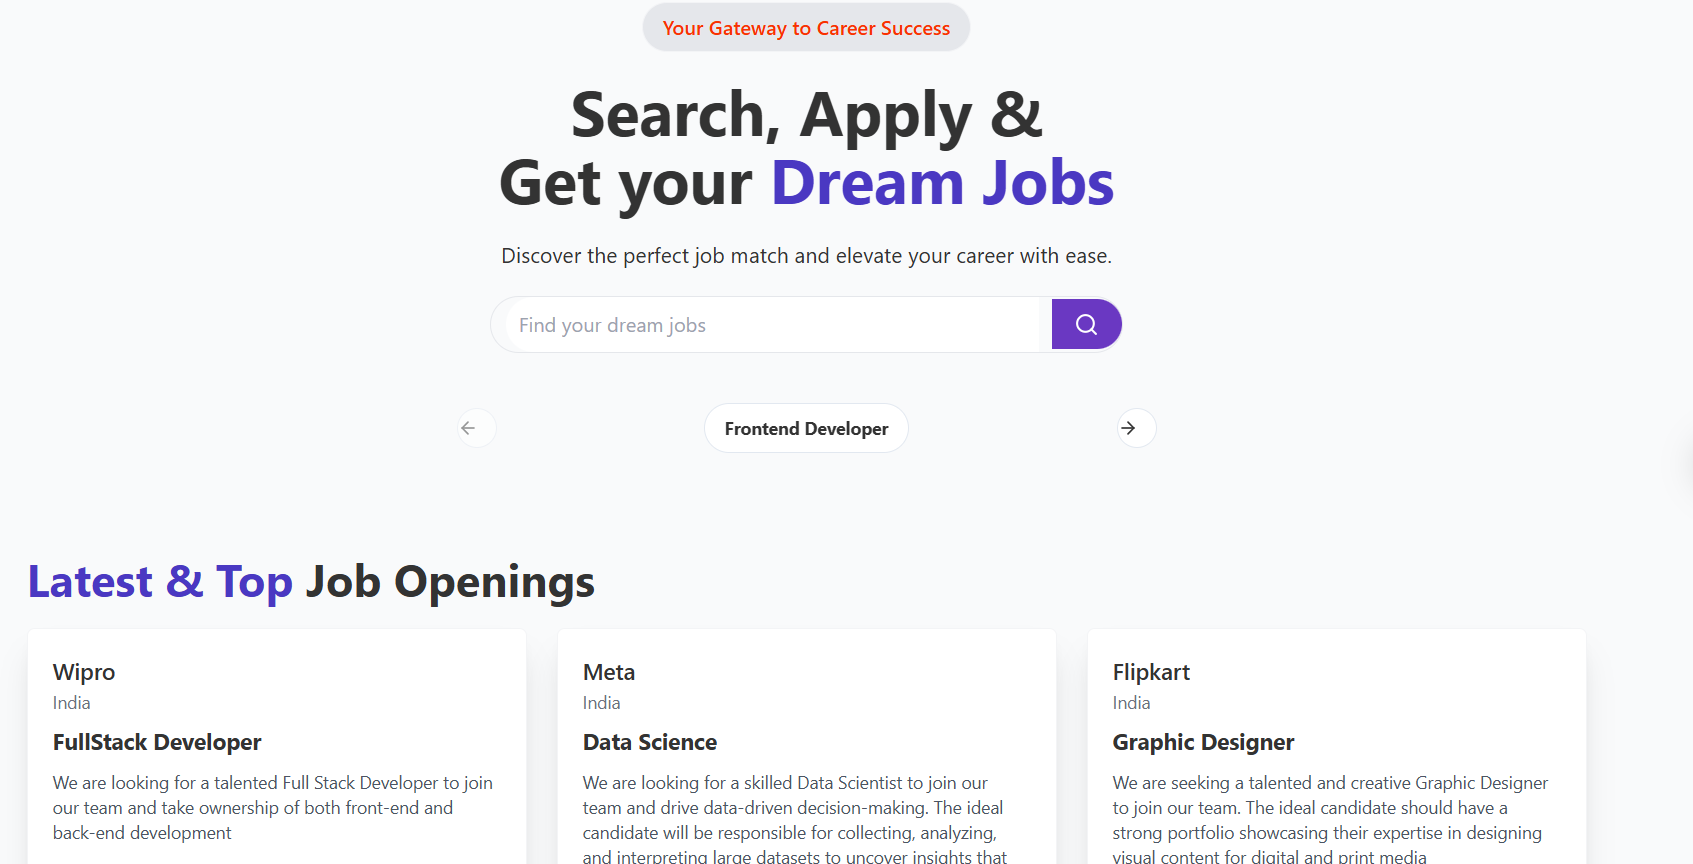 Your Gateway to Career Success
Search, Apply &
Get your Dream Jobs
Discover the perfect job match and elevate your career with ease.
Find your dream jobs
Frontend Developer
Latest & Top Job Openings
Wipro
India
FullStack Developer
We are looking for a talented Full Stack Developer to join
our team and take ownership of both front-end and
back-end development
Meta
India
Data Science
We are looking for a skilled Data Scientist to join our
team and drive data-driven decision-making. The ideal
candidate will be responsible for collecting, analyzing,
and interpreting large datasets to uncover insights that
Flipkart
India
Graphic Designer
We are seeking a talented and creative Graphic Designer
to join our team. The ideal candidate should have a
strong portfolio showcasing their expertise in designing
visual content for digital and print media